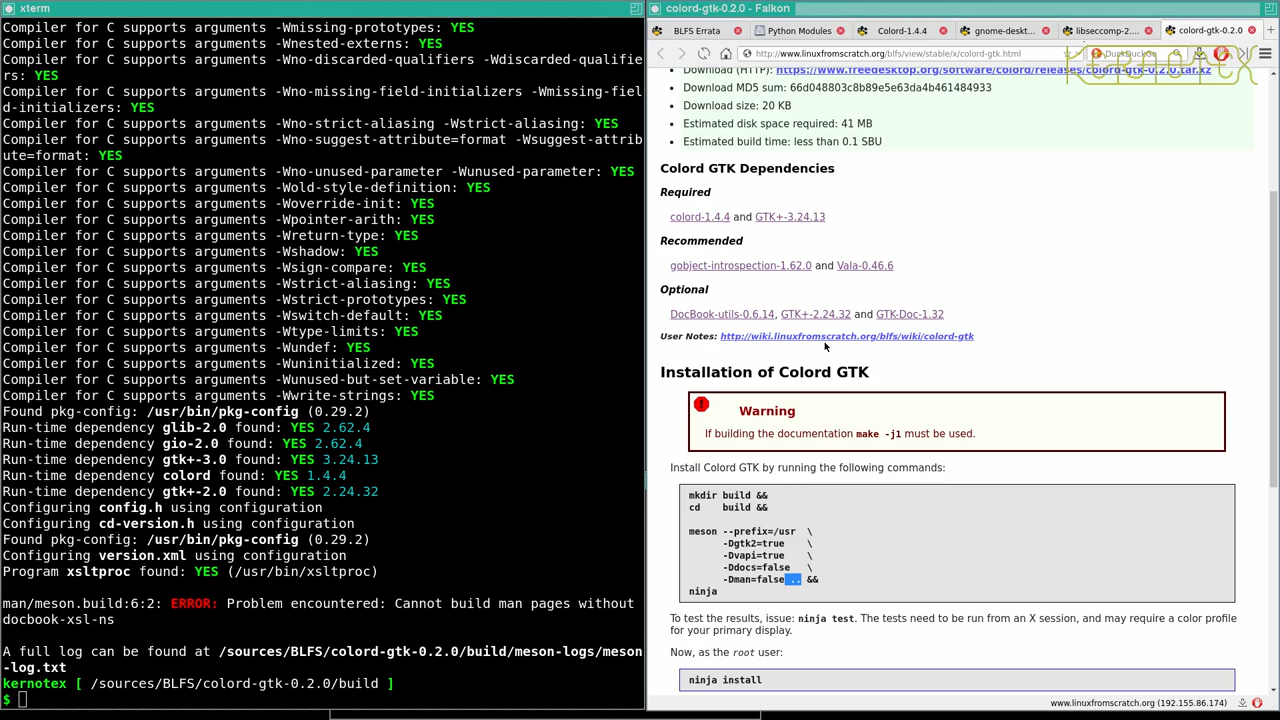 xterm
Compiler for C supports arguments -Wmissing-prototypes: YES
Compiler for C supports arguments -Wnested-externs: YES
Compiler for C supports arguments -Wno-discarded-qualifiers -Wdiscarded-qualifie
rs: YES
Compiler for C supports arguments -Wno-missing-field-initializers -Wmissing-fiel
d-initializers: YES
Compiler for C supports arguments -Wno-strict-aliasing -Wstrict-aliasing: YES
Compiler for C supports arguments -Wno-suggest-attribute=format -Wsuggest-attrib
ute=format: YES
Compiler for C supports arguments -Wno-unused-parameter -Wunused-parameter: YES
Compiler for C supports arguments -Wold-style-definition: YES
Compiler for C supports arguments -Woverride-init: YES
Compiler for C supports arguments -Wpointer-arith: YES
Compiler for C supports arguments -Wreturn-type: YES
Compiler for C supports arguments -Wshadow: YES
Compiler for C supports arguments -Wsign-compare: YES
Compiler for C supports arguments -Wstrict-aliasing: YES
Compiler for C supports arguments -Wstrict-prototypes: YES
Compiler for C supports arguments -Wswitch-default: YES
Compiler for C supports arguments -Wtype-limits: YES
Compiler for C supports arguments -Wundef: YES
Compiler for C supports arguments -Wuninitialized: YES
Compiler for C supports arguments -Wunused-but-set-variable: YES
Compiler for C supports arguments -Wwrite-strings: YES
Found pkg-config: /usr/bin/pkg-config (0.29.2)
Run-time dependency glib-2.0 found: YES 2.62.4
Run-time dependency gio-2.0 found: YES 2.62.4
Run-time dependency gtk+-3.0 found: YES 3.24.13
Run-time dependency colord found: YES 1.4.4
Run-time dependency gtk+-2.0 found: YES 2.24.32
Configuring config.h using configuration
Configuring cd-version.h using configuration
Found pkg-config: /usr/bin/pkg-config (0.29.2)
Configuring version.xml using configuration
Program xsltproc found: YES (/usr/bin/xsltproc)
man/meson.build:6:2: ERROR: Problem encountered: Cannot build man pages without
docbook-xsl-ns
A full log can be found at /sources/BLFS/colord-gtk-0.2.0/build/meson-logs/meson
-log.txt
kernotex [ /sources/BLFS/colord-gtk-0.2.0/build ]
$
colord-gtk-0.2.0 - Falkon
BLFS Errata
Python Modules
Colord-1.4.4
gnome-deskt...
libseccomp-2....
colord-gtk-0.2.0
http://www.linuxfromscratch.org/blfs/view/stable/x/colord-gtk.html
DuckDuckGo
KERNOTEX
Download (HTTP): https://www.freedesktop.org/software/colord/releases/colord-gtk-0.2.0.tar.xz
Download MD5 sum: 66d048803c8b89e5e63da4b461484933
Download size: 20 KB
Estimated disk space required: 41 MB
Estimated build time: less than 0.1 SBU
Colord GTK Dependencies
Required
colord-1.4.4 and GTK+-3.24.13
Recommended
gobject-introspection-1.62.0 and Vala-0.46.6
Optional
DocBook-utils-0.6.14, GTK+-2.24.32 and GTK-Doc-1.32
User Notes: http://wiki.linuxfromscratch.org/blfs/wiki/colord-gtk
Installation of Colord GTK
Warning
If building the documentation make -j1 must be used.
Install Colord GTK by running the following commands:
mkdir build &&
cd    build &&
meson --prefix=/usr  \
-Dgtk2=true    \
-Dvapi=true    \
-Ddocs=false   \
-Dman=false .. &&
ninja
To test the results, issue: ninja test. The tests need to be run from an X session, and may require a color profile
for your primary display.
Now, as the root user:
ninja install
www.linuxfromscratch.org (192.155.86.174)